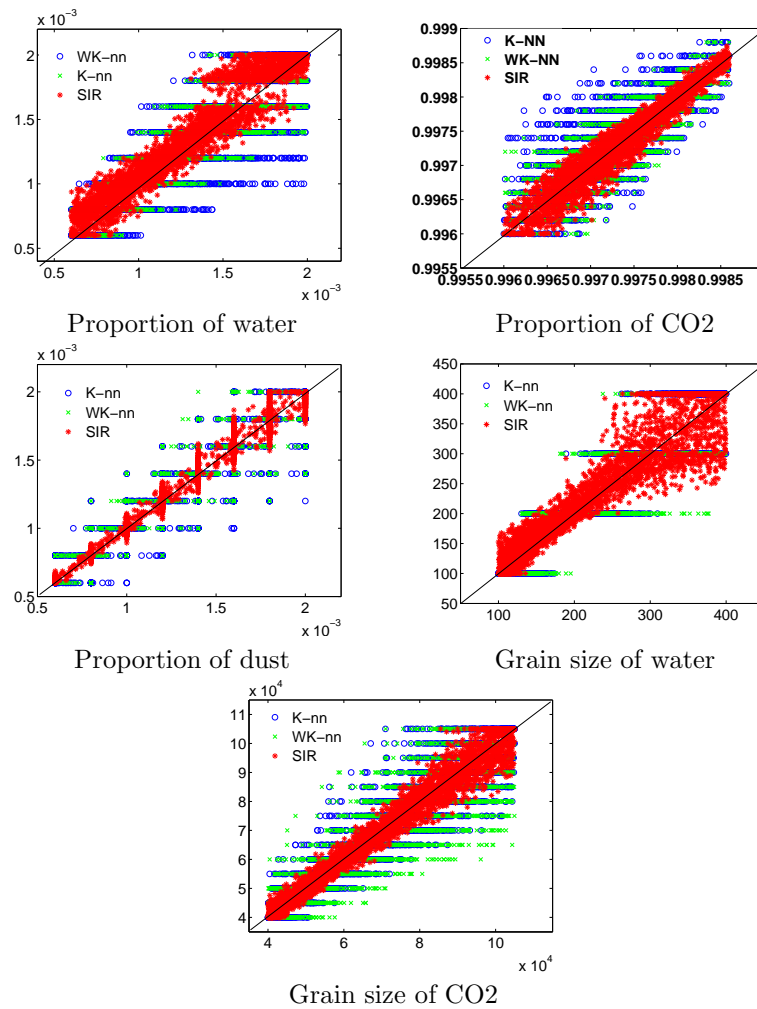 x 10⁻³
2
1.5
1
0.5
WK−nn
K−nn
SIR
0.5 1 1.5 2
x 10⁻³
Proportion of water
0.999
0.9985
0.998
0.9975
0.997
0.9965
0.996
0.9955
K−NN
WK−NN
SIR
0.9955 0.996 0.9965 0.997 0.9975 0.998 0.9985
Proportion of CO2
x 10⁻³
2
1.5
1
0.5
K−nn
WK−nn
SIR
0.5 1 1.5 2
x 10⁻³
Proportion of dust
450
400
350
300
250
200
150
100
50
K−nn
WK−nn
SIR
100 200 300 400
Grain size of water
x 10⁴
11
10
9
8
7
6
5
4
K−nn
WK−nn
SIR
4 6 8 10
x 10⁴
Grain size of CO2